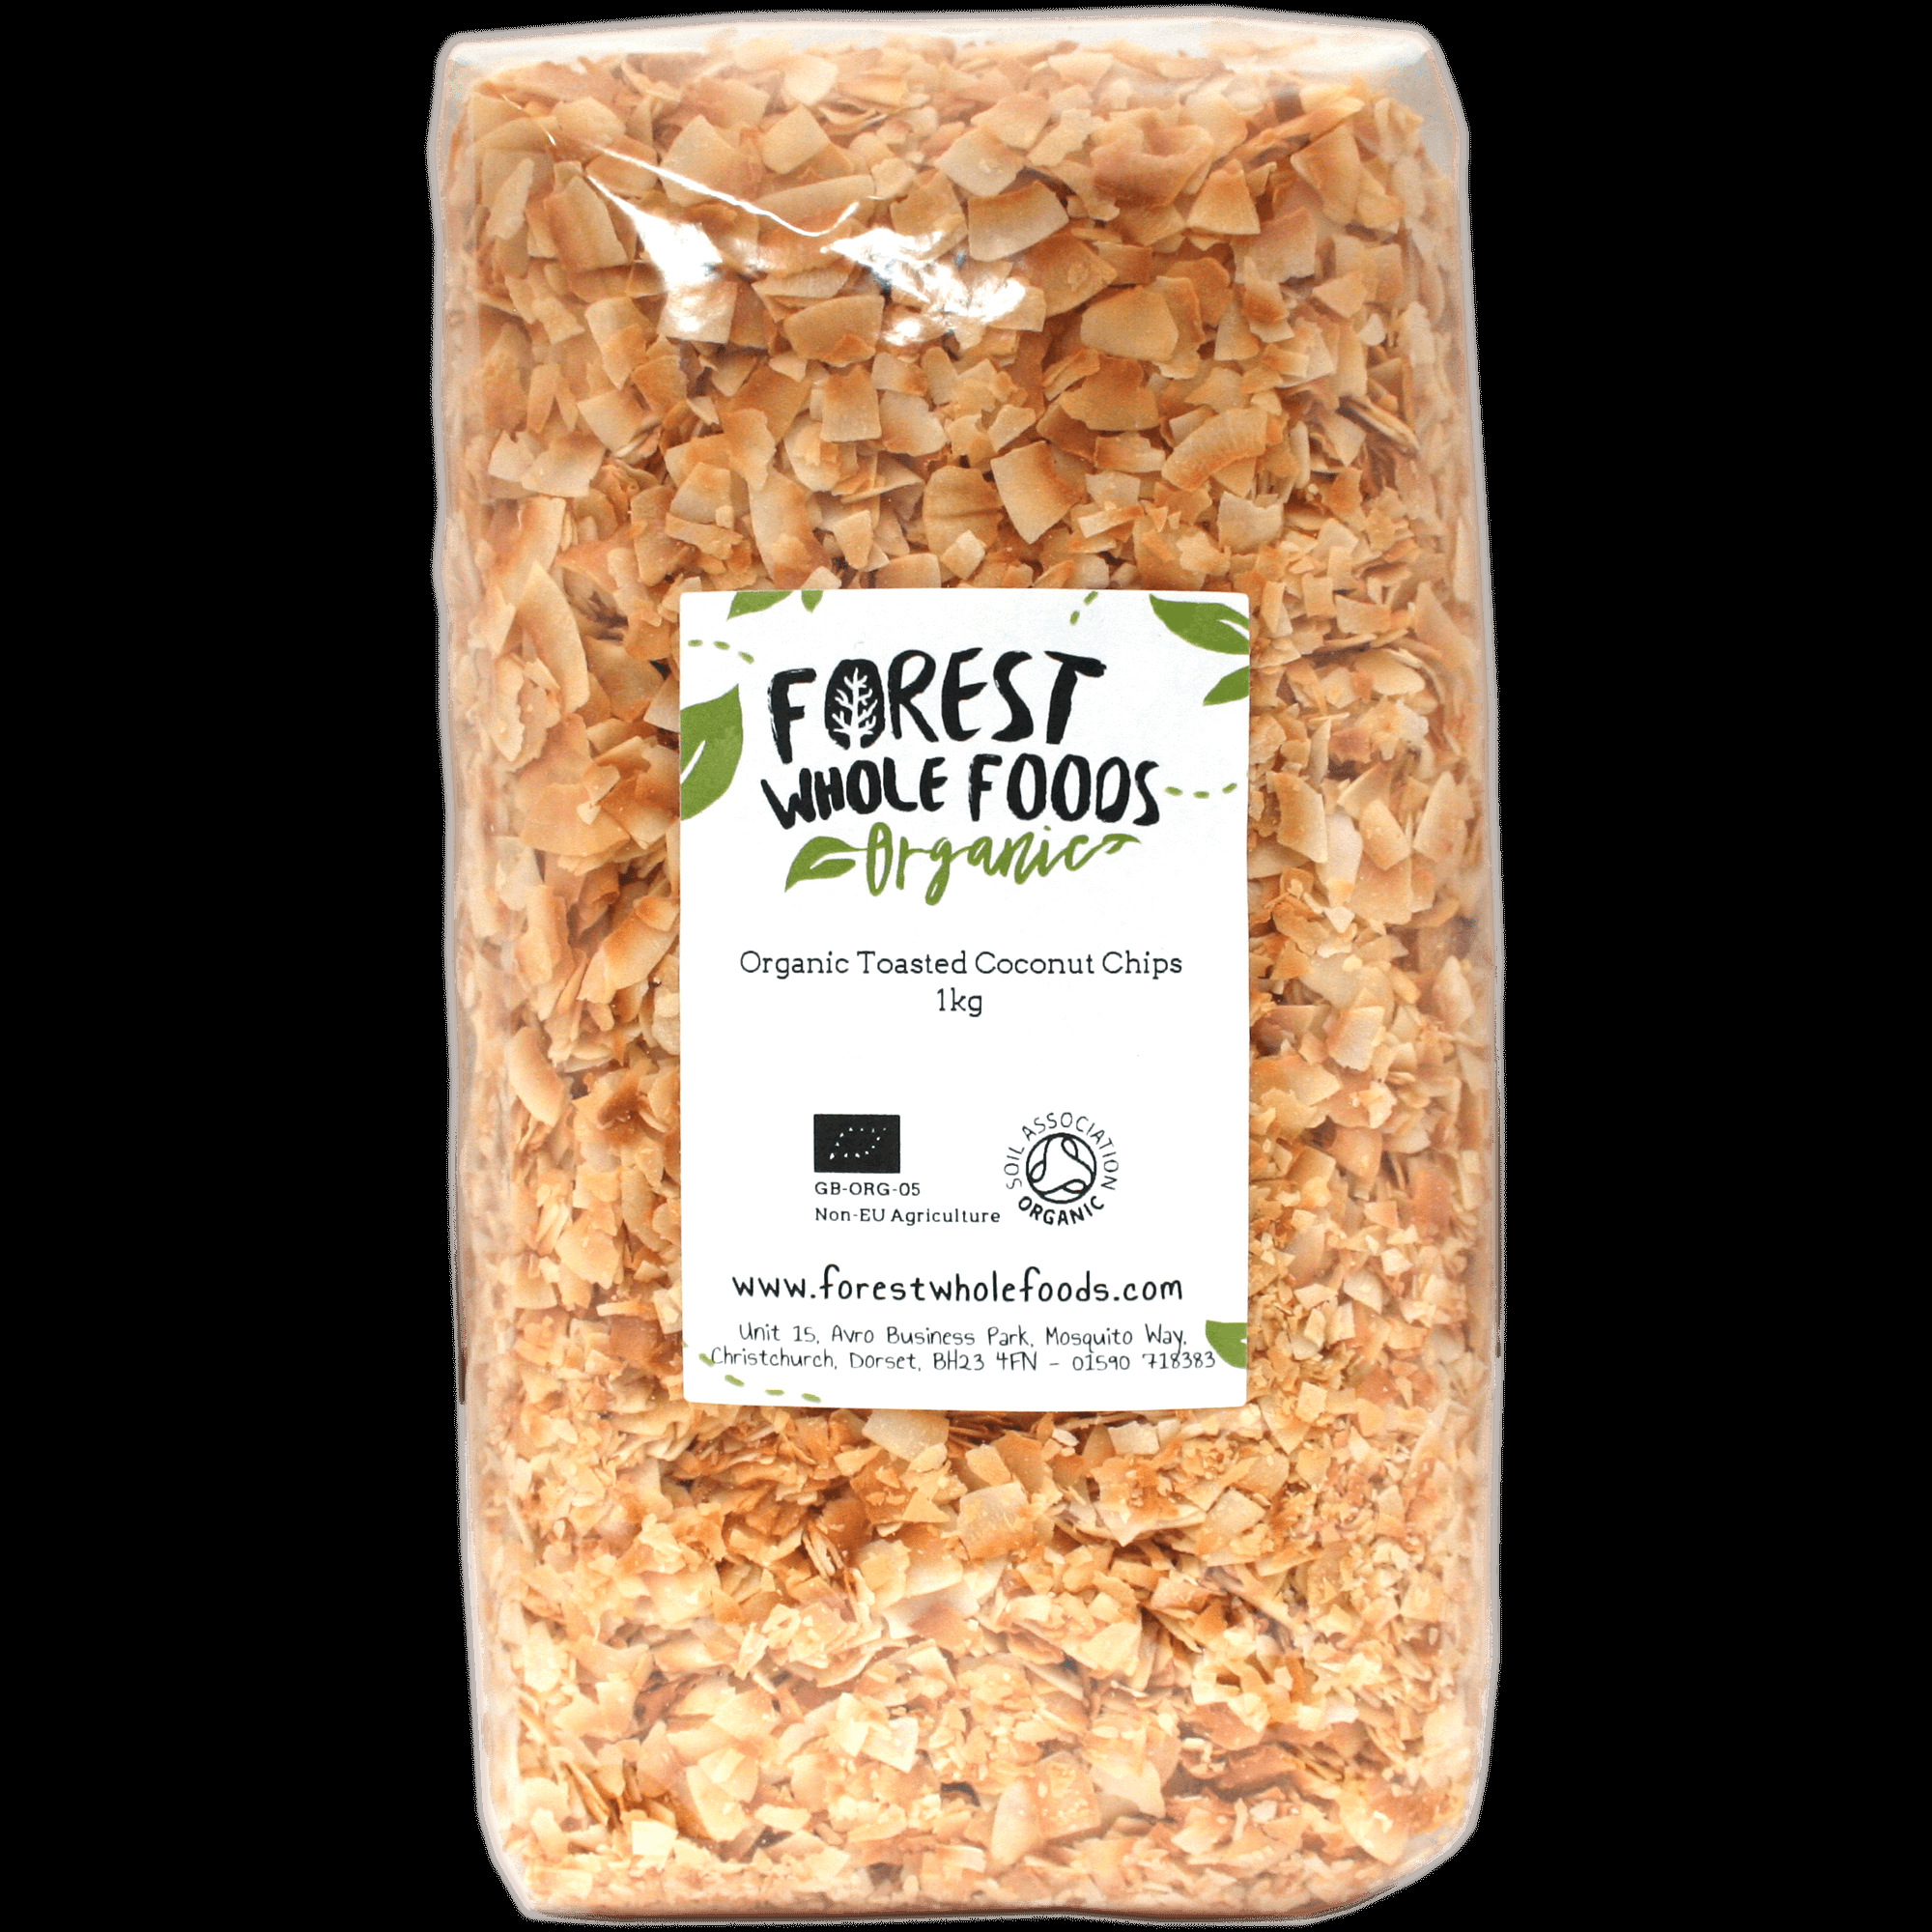 FOREST
WHOLE FOODS
Organic
Organic Toasted Coconut Chips
1kg
GB-ORG-05
Non-EU Agriculture
SOIL ASSOCIATION
ORGANIC
www.forestwholefoods.com
Unit 15, Avro Business Park, Mosquito Way,
Christchurch, Dorset, BH23 4FN - 01590 718383